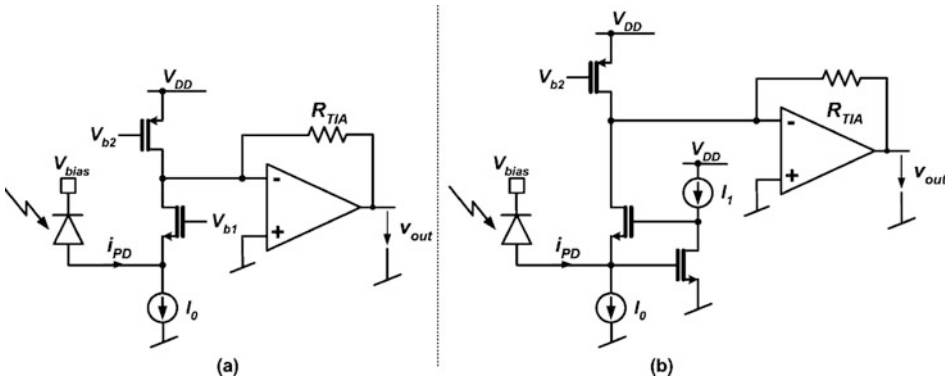 V_DD
V_b2
R_TIA
V_bias
-
V_b1
+
v_out
i_PD
I_0
(a)
V_DD
V_b2
R_TIA
-
V_DD
V_bias
I_1
+
v_out
i_PD
I_0
(b)